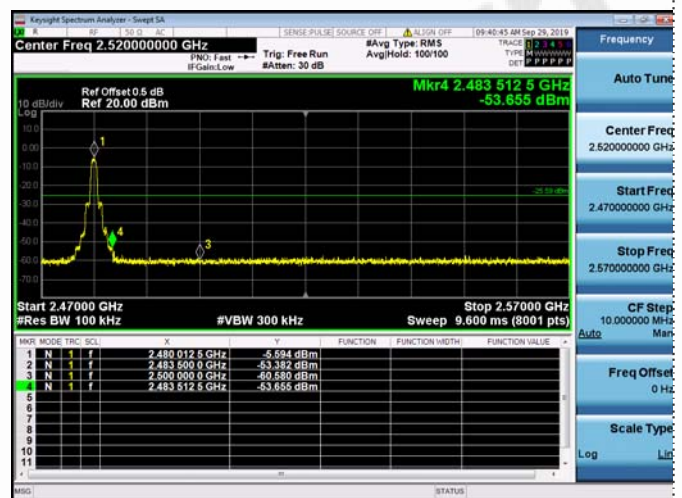 Keysight Spectrum Analyzer - Swept SA
R RF 50 Ω AC SENSE:PULSE SOURCE OFF ALIGN OFF 09:40:45 AM Sep 29, 2019
Center Freq 2.520000000 GHz
PNO: Fast
IFGain:Low
Trig: Free Run
#Atten: 30 dB
#Avg Type: RMS
Avg|Hold: 100/100
TRACE 1 2 3 4 5 6
TYPE M W W W W W
DET P P P P P P
Mkr4 2.483 512 5 GHz
-53.655 dBm
Ref Offset 0.5 dB
10 dB/div Ref 20.00 dBm
Log
10.0
0.00
-10.0
-20.0
-30.0
-40.0
-50.0
-60.0
-70.0
1
4
3
-25.59 dBm
Start 2.47000 GHz Stop 2.57000 GHz
#Res BW 100 kHz #VBW 300 kHz Sweep 9.600 ms (8001 pts)
MKR MODE TRC SCL X Y FUNCTION FUNCTION WIDTH FUNCTION VALUE
1 N 1 f 2.480 012 5 GHz -5.594 dBm
2 N 1 f 2.483 500 0 GHz -53.382 dBm
3 N 1 f 2.500 000 0 GHz -60.580 dBm
4 N 1 f 2.483 512 5 GHz -53.655 dBm
5
6
7
8
9
10
11
MSG STATUS
Frequency
Auto Tune
Center Freq
2.520000000 GHz
Start Freq
2.470000000 GHz
Stop Freq
2.570000000 GHz
CF Step
10.000000 MHz
Auto Man
Freq Offset
0 Hz
Scale Type
Log Lin